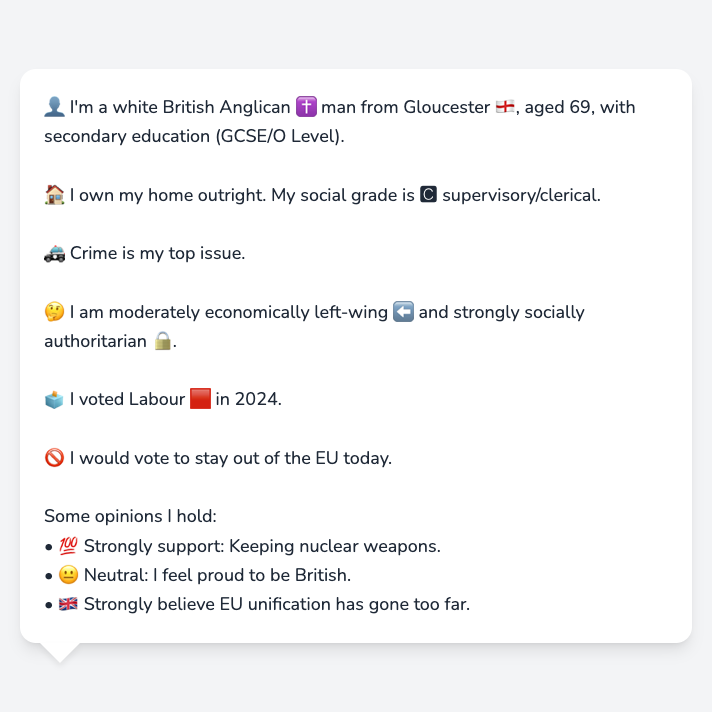 👤 I'm a white British Anglican ✝️ man from Gloucester 🏴󠁧󠁢󠁥󠁮󠁧󠁿, aged 69, with
secondary education (GCSE/O Level).
🏠 I own my home outright. My social grade is 🅲 supervisory/clerical.
🚓 Crime is my top issue.
🤔 I am moderately economically left-wing ⬅️ and strongly socially
authoritarian 🔒.
🗳️ I voted Labour 🟥 in 2024.
🚫 I would vote to stay out of the EU today.
Some opinions I hold:
• 💯 Strongly support: Keeping nuclear weapons.
• 😐 Neutral: I feel proud to be British.
• 🇬🇧 Strongly believe EU unification has gone too far.